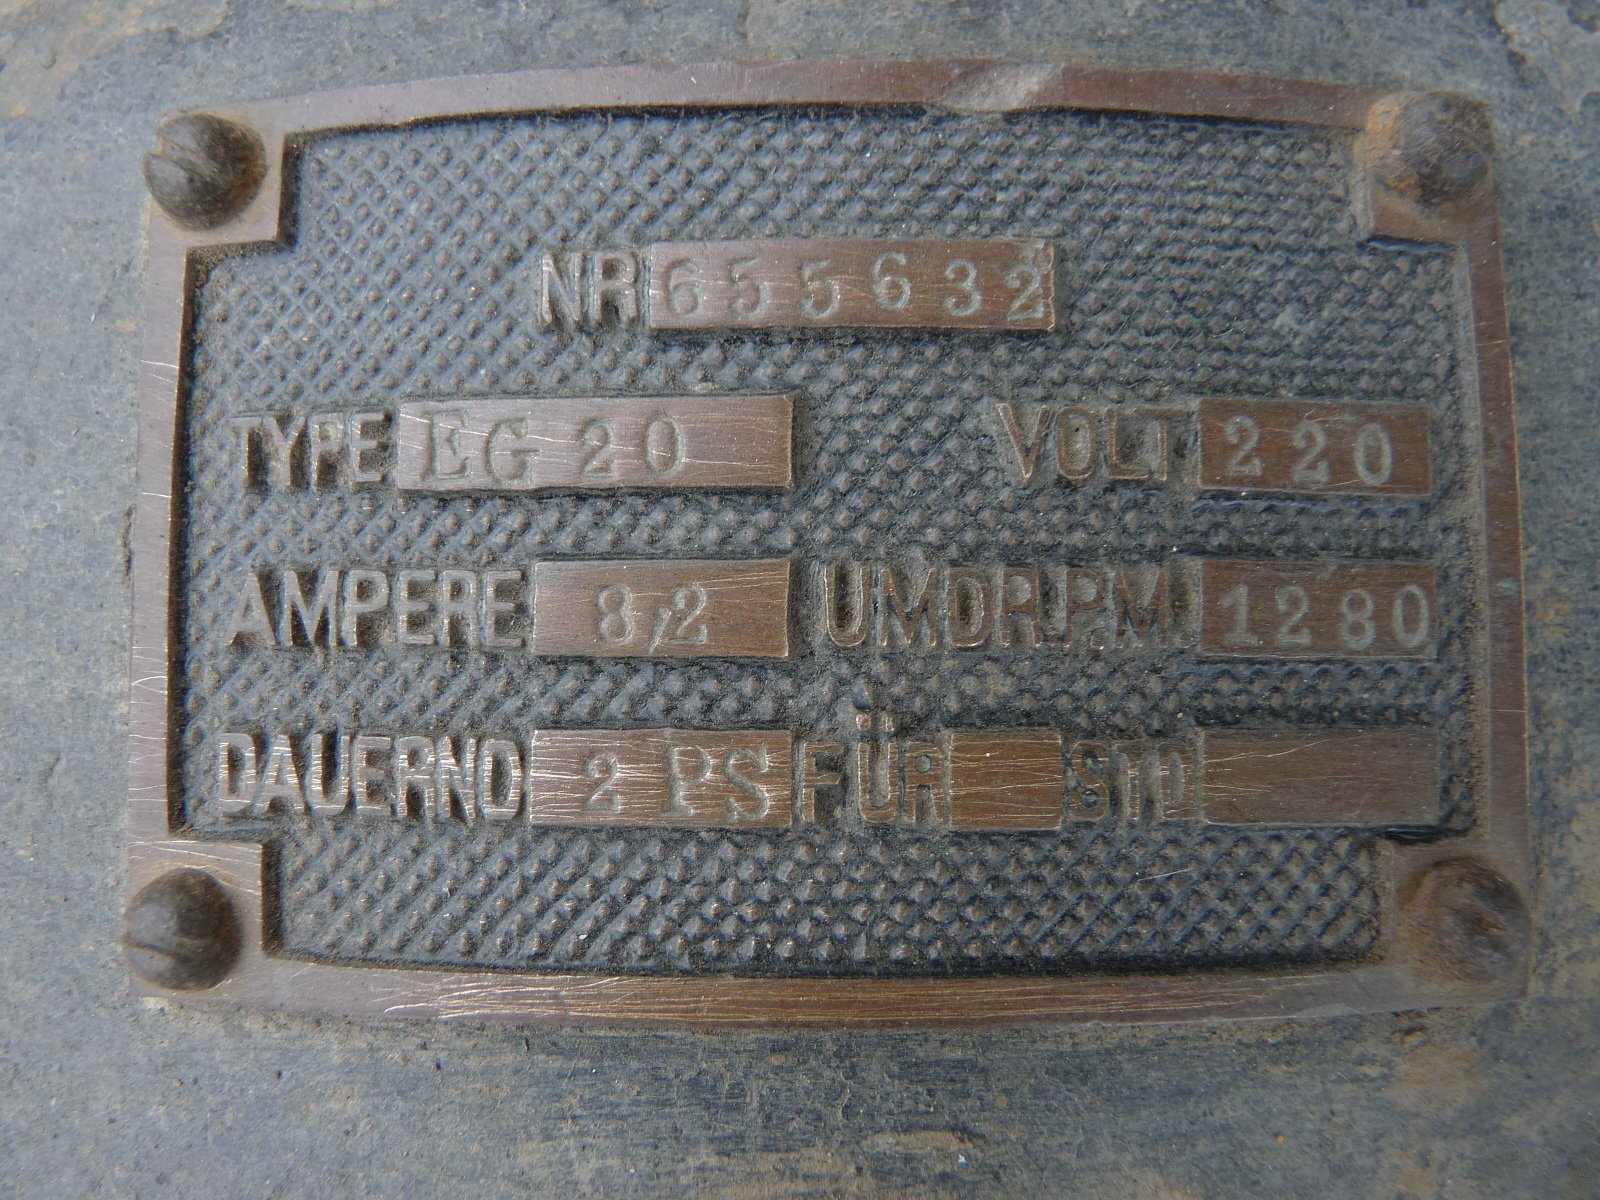 NR 655632
TYPE EG 20 VOLT 220
AMPERE 8,2 UMDR.P.M. 1280
DAUERND 2 PS FÜR STD